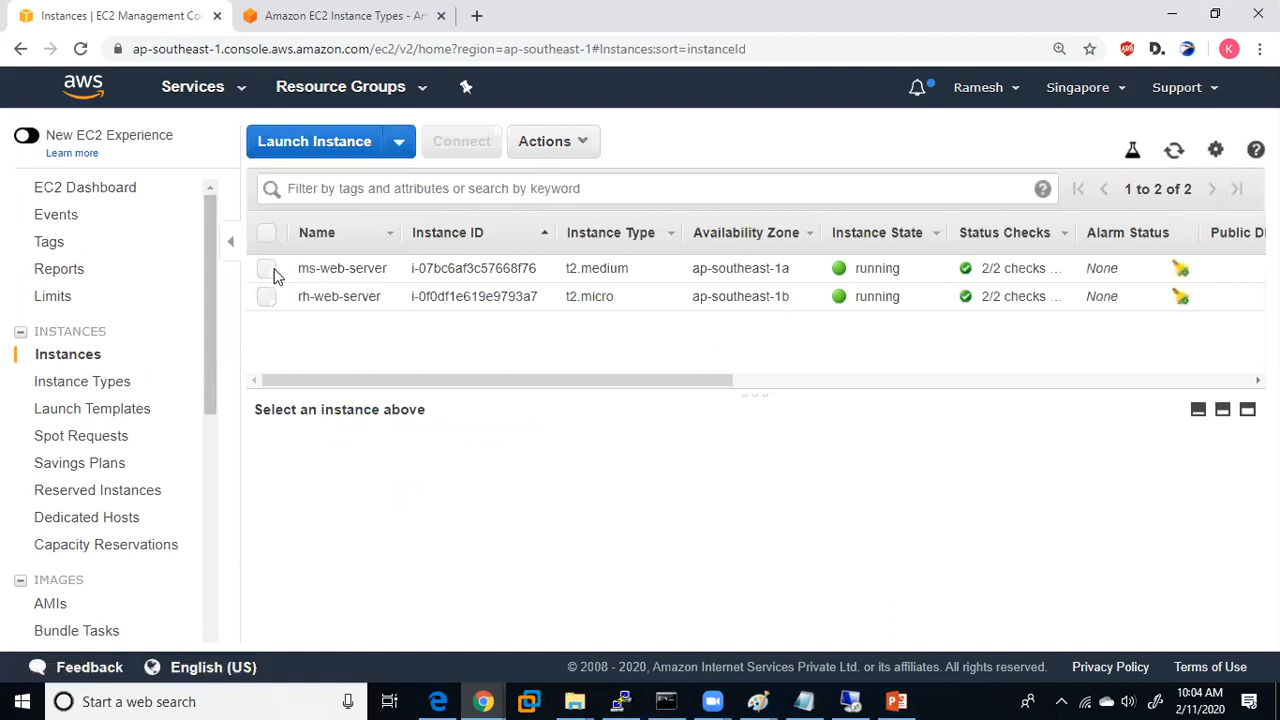 Instances | EC2 Management Co
Amazon EC2 Instance Types - A
ap-southeast-1.console.aws.amazon.com/ec2/v2/home?region=ap-southeast-1#Instances:sort=instanceId
K
aws
Services
Resource Groups
Ramesh
Singapore
Support
New EC2 Experience
Learn more
Launch Instance
Connect
Actions
EC2 Dashboard
Events
Tags
Reports
Limits
INSTANCES
Instances
Instance Types
Launch Templates
Spot Requests
Savings Plans
Reserved Instances
Dedicated Hosts
Capacity Reservations
IMAGES
AMIs
Bundle Tasks
Filter by tags and attributes or search by keyword
1 to 2 of 2
Name Instance ID Instance Type Availability Zone Instance State Status Checks Alarm Status Public D
ms-web-server i-07bc6af3c57668f76 t2.medium ap-southeast-1a running 2/2 checks ... None
rh-web-server i-0f0df1e619e9793a7 t2.micro ap-southeast-1b running 2/2 checks ... None
Select an instance above
Feedback
English (US)
© 2008 - 2020, Amazon Internet Services Private Ltd. or its affiliates. All rights reserved.
Privacy Policy
Terms of Use
Start a web search
10:04 AM
2/11/2020